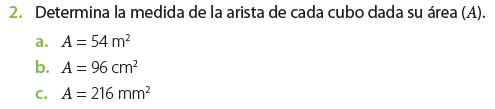 2. Determina la medida de la arista de cada cubo dada su área (A).
a. A = 54 m²
b. A = 96 cm²
c. A = 216 mm²